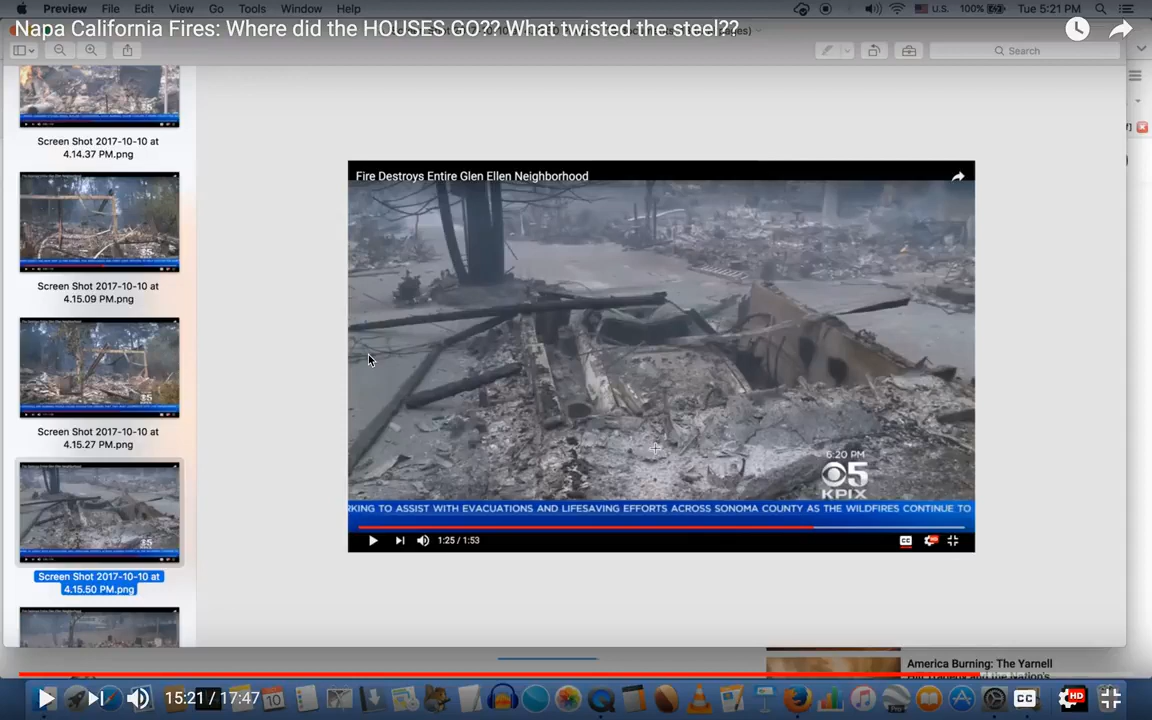 Preview File Edit View Go Tools Window Help
U.S. 100% Tue 5:21 PM
Napa California Fires: Where did the HOUSES GO?? What twisted the steel??
Search
Screen Shot 2017-10-10 at
4.14.37 PM.png
Screen Shot 2017-10-10 at
4.15.09 PM.png
Screen Shot 2017-10-10 at
4.15.27 PM.png
Screen Shot 2017-10-10 at
4.15.50 PM.png
Fire Destroys Entire Glen Ellen Neighborhood
6:20 PM
5
KPIX
RKING TO ASSIST WITH EVACUATIONS AND LIFESAVING EFFORTS ACROSS SONOMA COUNTY AS THE WILDFIRES CONTINUE TO
1:25 / 1:53
CC
America Burning: The Yarnell
15:21 / 17:47
CC
HD